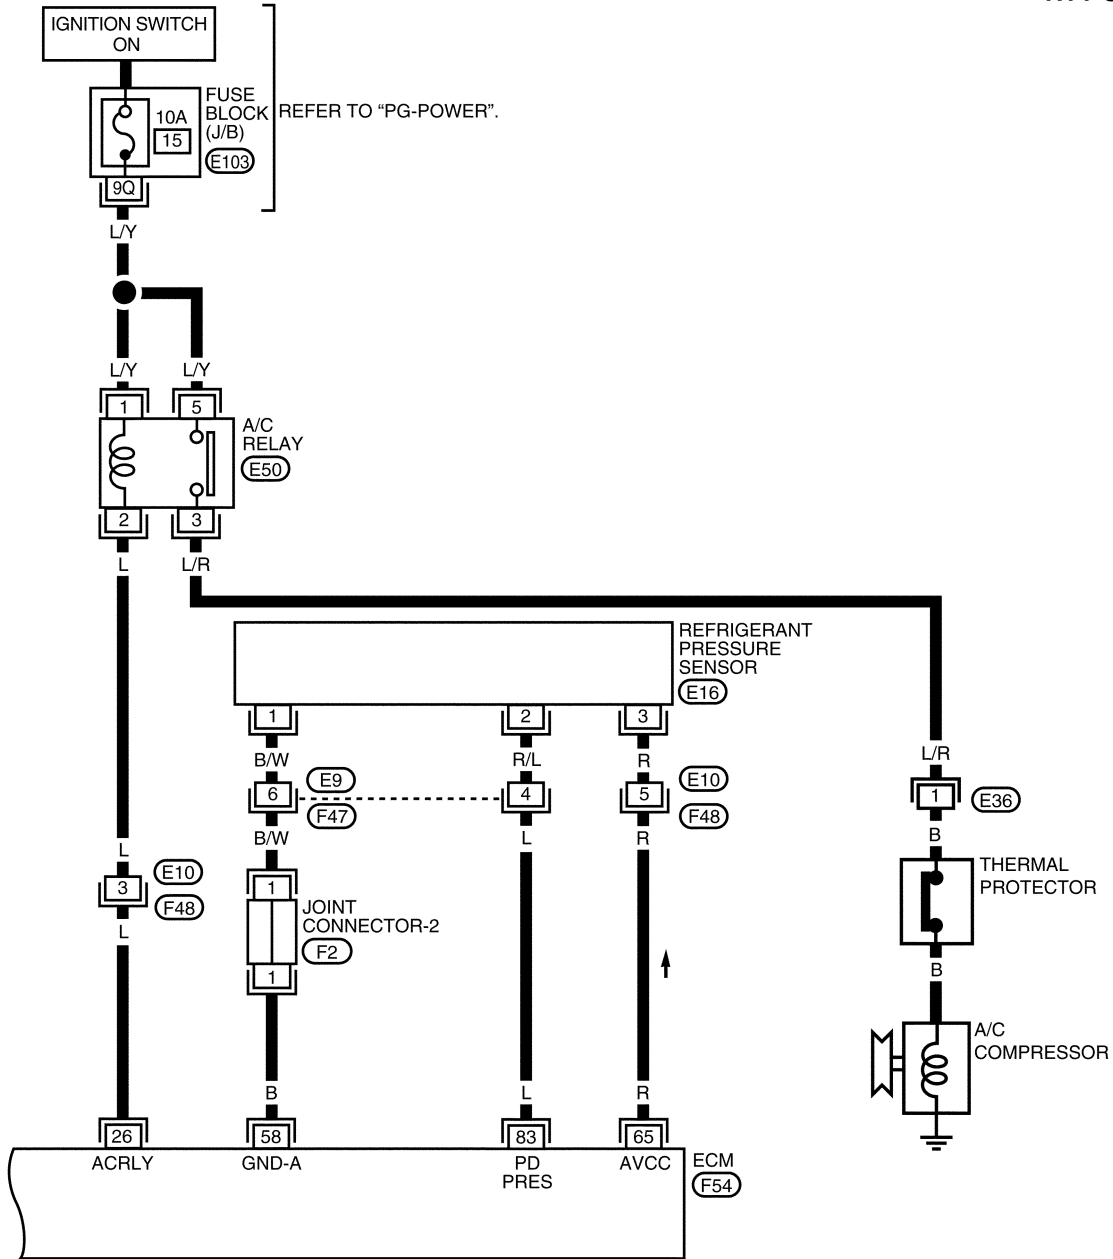 IGNITION SWITCH
ON
FUSE
BLOCK
(J/B)
E103
10A
15
REFER TO “PG-POWER”.
9Q
L/Y
L/Y
L/Y
1
5
A/C
RELAY
E50
2
3
L
L/R
REFRIGERANT
PRESSURE
SENSOR
E16
1
2
3
B/W
R/L
R
L/R
6
E9
F47
4
5
E10
F48
1
E36
B/W
L
R
B
L
3
E10
F48
L
1
JOINT
CONNECTOR-2
F2
1
THERMAL
PROTECTOR
B
A/C
COMPRESSOR
B
L
R
26
58
83
65
ACRLY
GND-A
PD
PRES
AVCC
ECM
F54